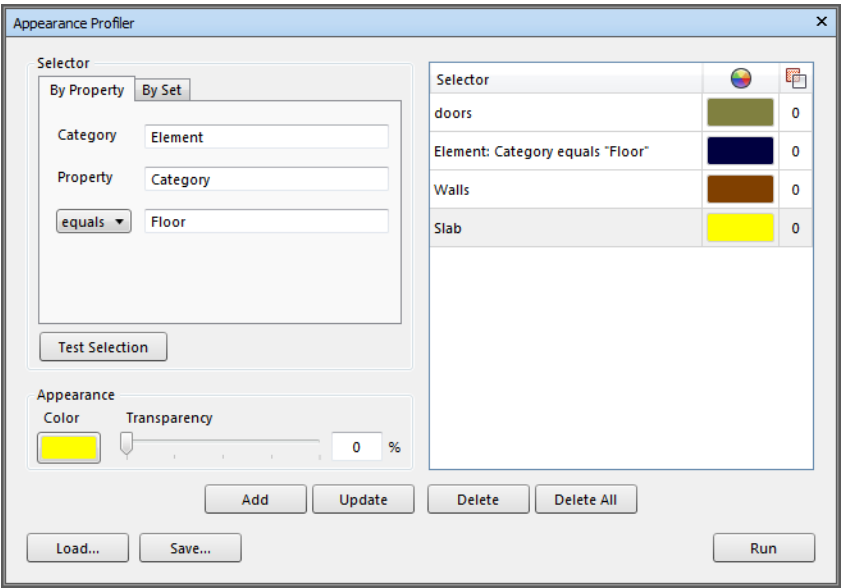 Appearance Profiler
Selector
By Property By Set
Category Element
Property Category
equals Floor
Test Selection
Appearance
Color Transparency
0 %
Selector
doors 0
Element: Category equals "Floor" 0
Walls 0
Slab 0
Add Update Delete Delete All
Load... Save... Run